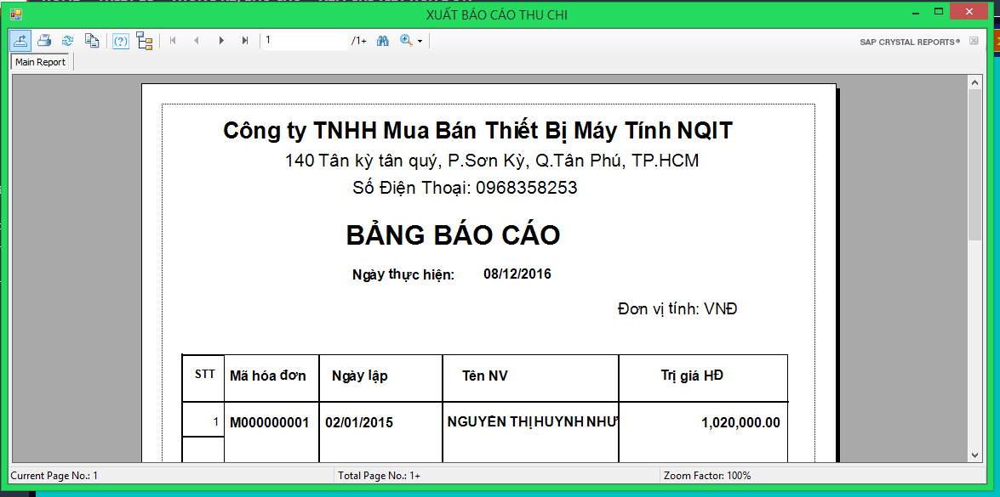 XUẤT BÁO CÁO THU CHI
1 /1+ SAP CRYSTAL REPORTS®
Main Report
Công ty TNHH Mua Bán Thiết Bị Máy Tính NQIT
140 Tân kỳ tân quý, P.Sơn Kỳ, Q.Tân Phú, TP.HCM
Số Điện Thoại: 0968358253
BẢNG BÁO CÁO
Ngày thực hiện: 08/12/2016
Đơn vị tính: VNĐ
STT Mã hóa đơn Ngày lập Tên NV Trị giá HĐ
1 M000000001 02/01/2015 NGUYỄN THỊ HUỲNH NHƯ 1,020,000.00
Current Page No.: 1 Total Page No.: 1+ Zoom Factor: 100%